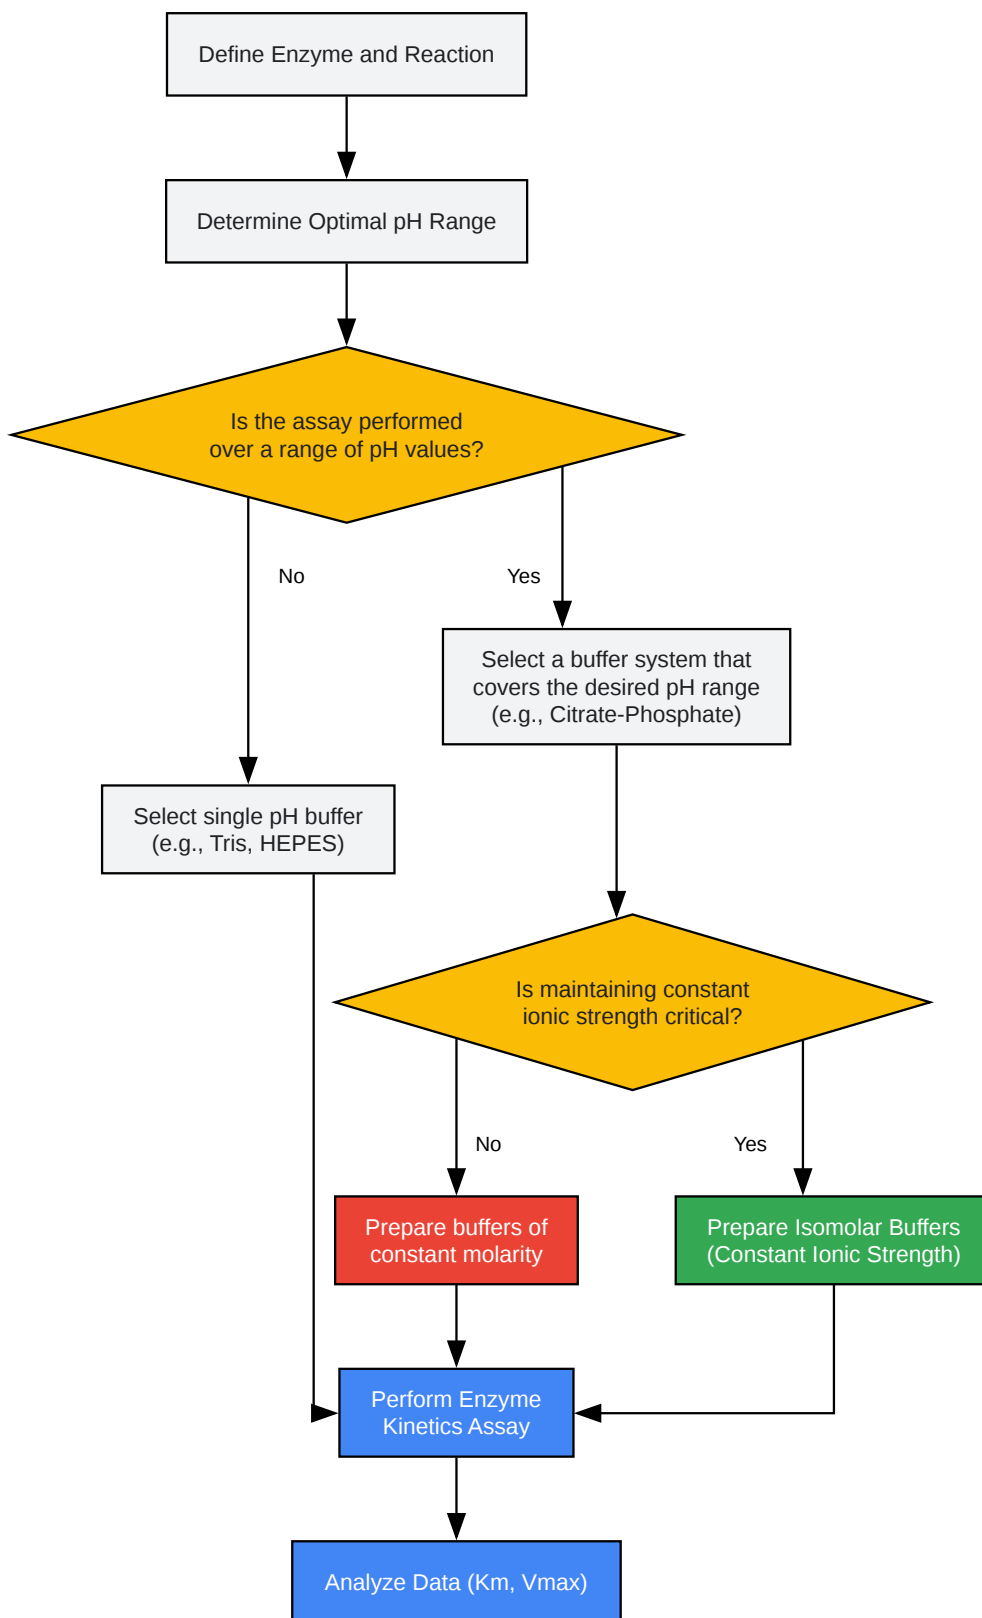 Define Enzyme and Reaction
Determine Optimal pH Range
Is the assay performed
over a range of pH values?
No
Yes
Select a buffer system that
covers the desired pH range
(e.g., Citrate-Phosphate)
Select single pH buffer
(e.g., Tris, HEPES)
Is maintaining constant
ionic strength critical?
No
Yes
Prepare buffers of
constant molarity
Prepare Isomolar Buffers
(Constant Ionic Strength)
Perform Enzyme
Kinetics Assay
Analyze Data (Km, Vmax)